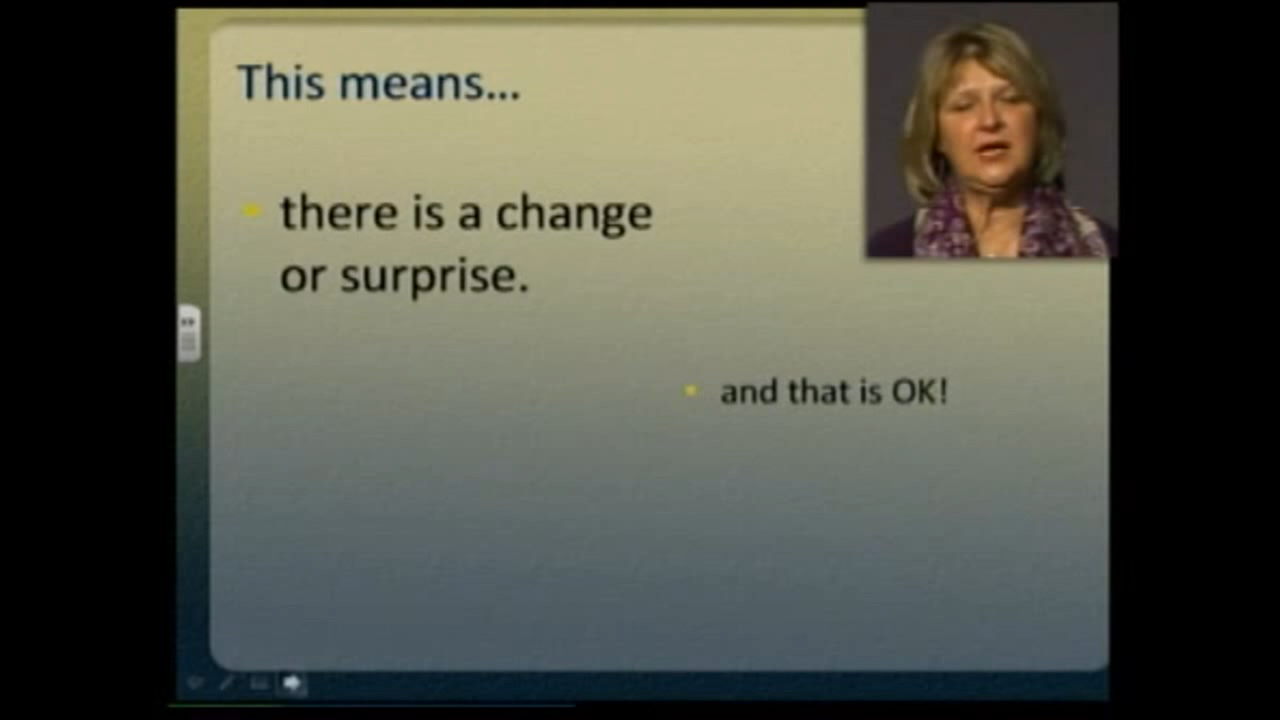 This means...
there is a change
or surprise.
and that is OK!